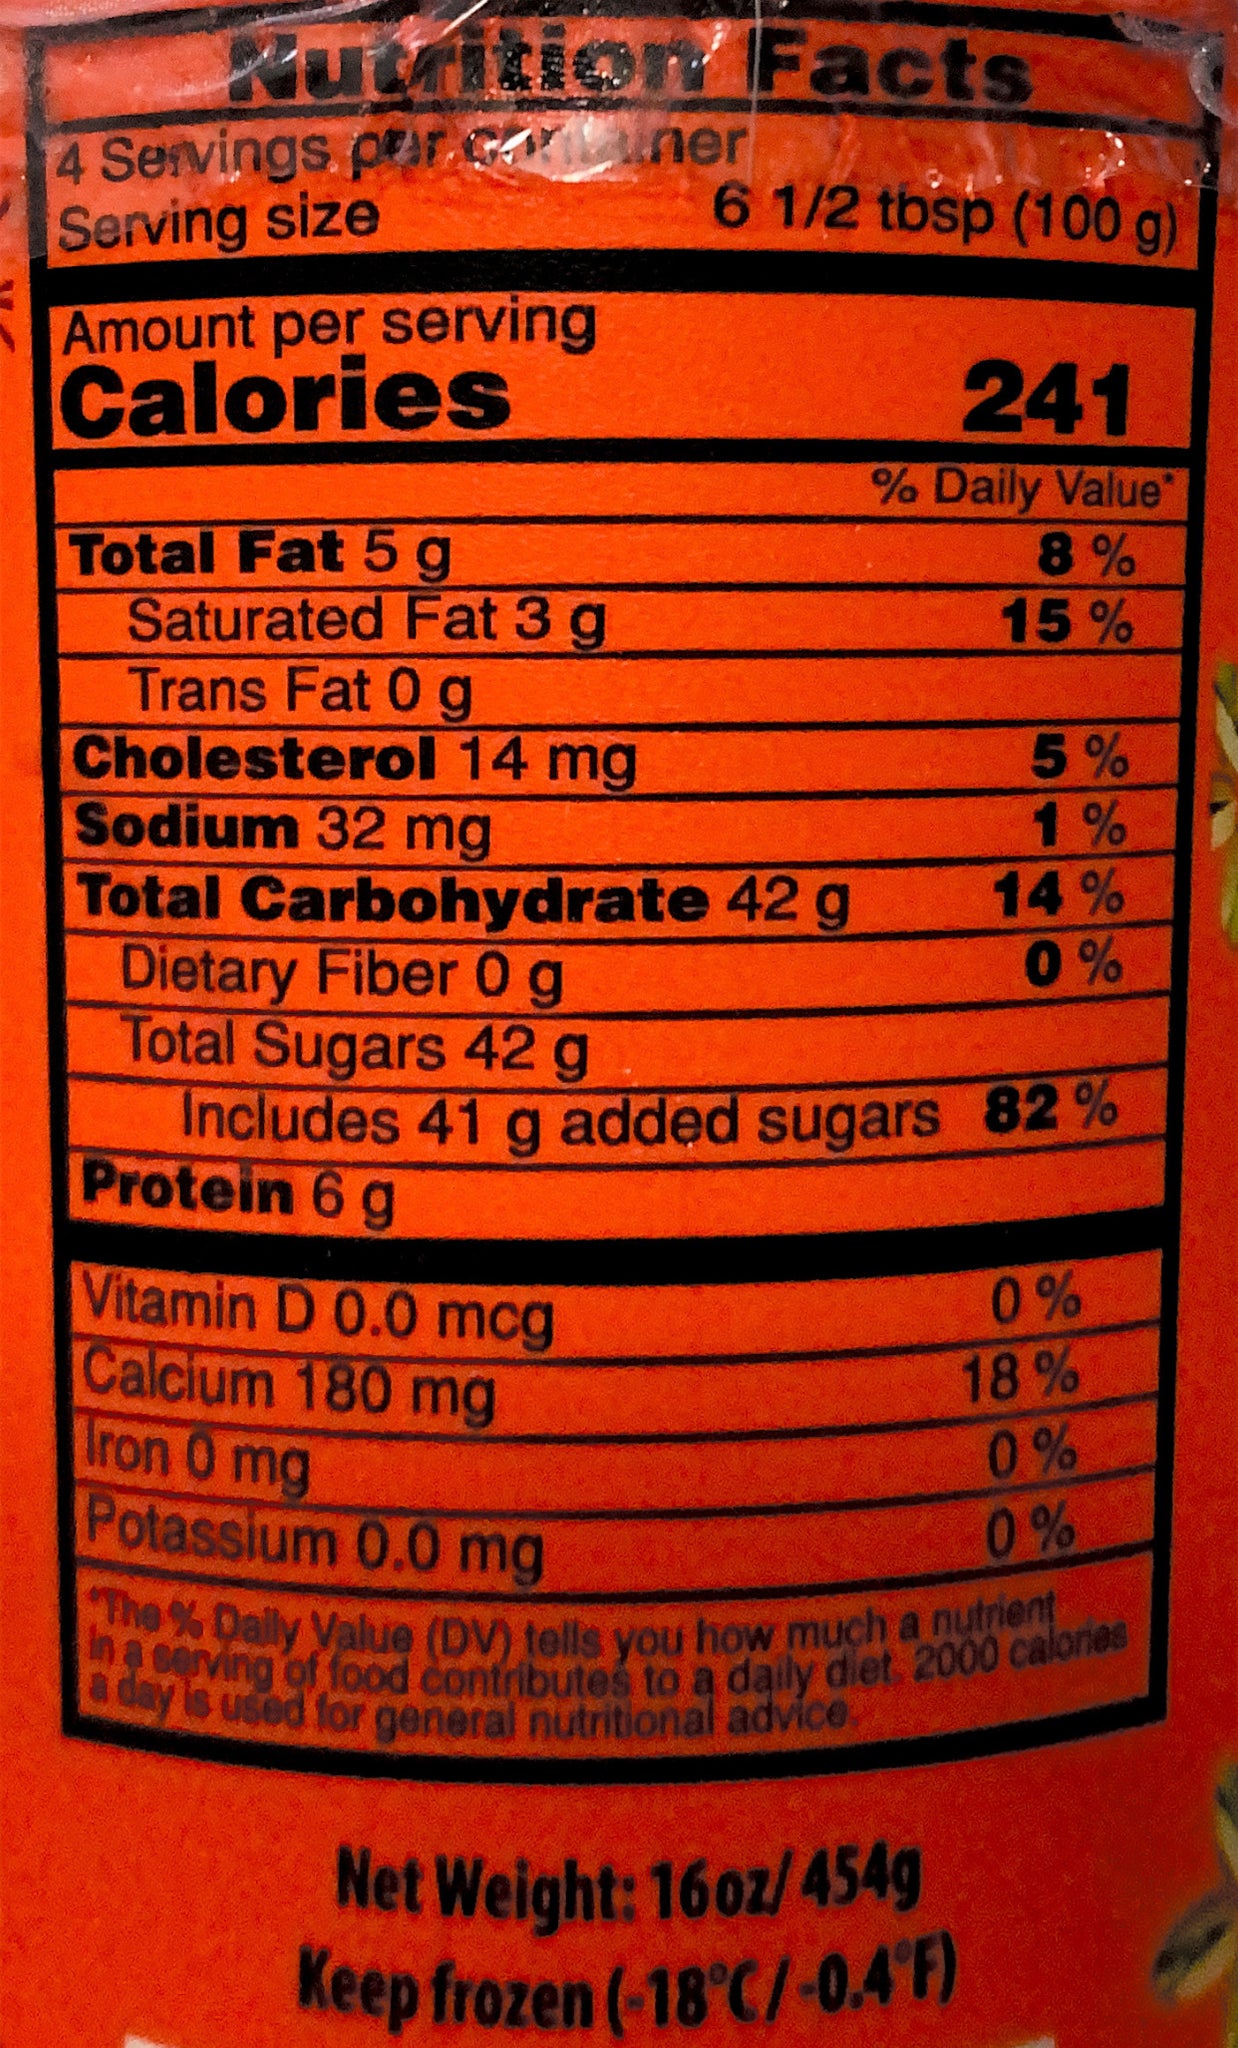 Nutrition Facts
4 Servings per container
Serving size 6 1/2 tbsp (100 g)
Amount per serving
Calories 241
% Daily Value*
Total Fat 5 g 8 %
Saturated Fat 3 g 15 %
Trans Fat 0 g
Cholesterol 14 mg 5 %
Sodium 32 mg 1 %
Total Carbohydrate 42 g 14 %
Dietary Fiber 0 g 0 %
Total Sugars 42 g
Includes 41 g added sugars 82 %
Protein 6 g
Vitamin D 0.0 mcg 0 %
Calcium 180 mg 18 %
Iron 0 mg 0 %
Potassium 0.0 mg 0 %
*The % Daily Value (DV) tells you how much a nutrient
in a serving of food contributes to a daily diet. 2000 calories
a day is used for general nutritional advice.
Net Weight: 16oz/ 454g
Keep frozen (-18°C / -0.4°F)